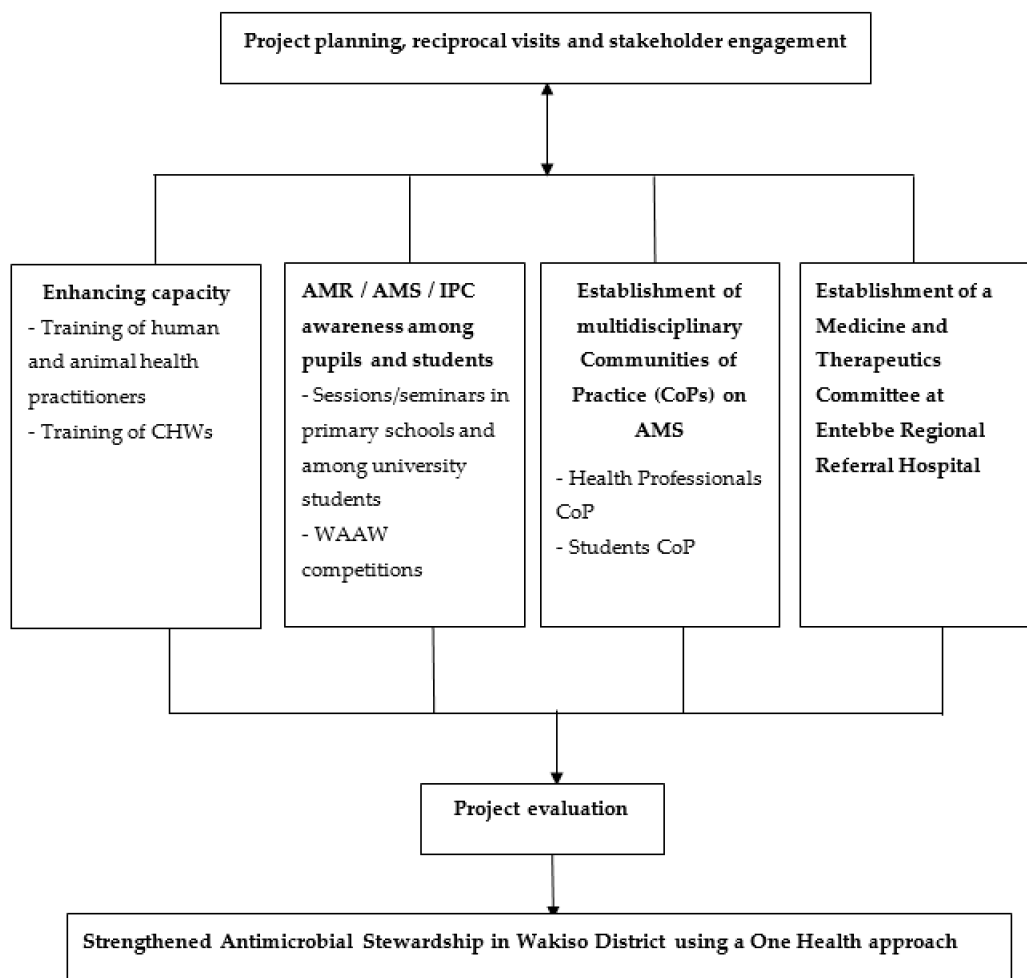 Project planning, reciprocal visits and stakeholder engagement
Enhancing capacity
- Training of human
and animal health
practitioners
- Training of CHWs
AMR / AMS / IPC
awareness among
pupils and students
- Sessions/seminars in
primary schools and
among university
students
- WAAW
competitions
Establishment of
multidisciplinary
Communities of
Practice (CoPs) on
AMS
- Health Professionals
CoP
- Students CoP
Establishment of a
Medicine and
Therapeutics
Committee at
Entebbe Regional
Referral Hospital
Project evaluation
Strengthened Antimicrobial Stewardship in Wakiso District using a One Health approach